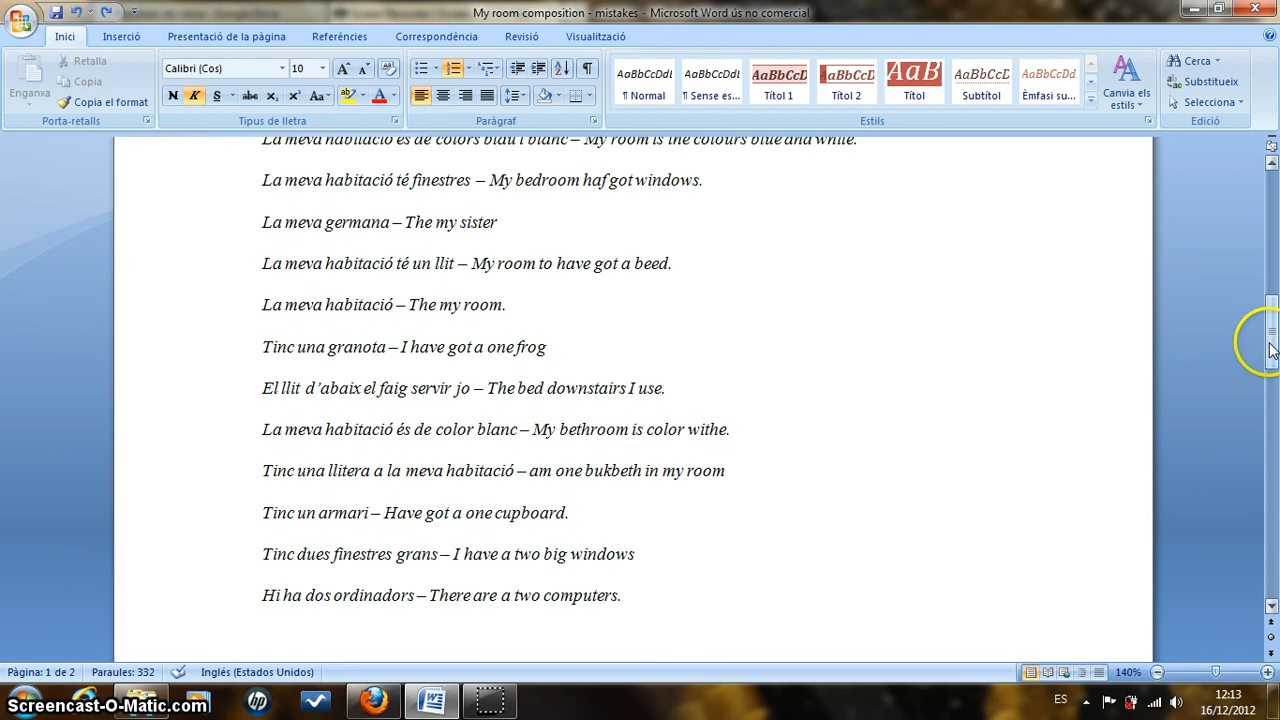 My room composition - mistakes - Microsoft Word ús no comercial
Inici Inserció Presentació de la pàgina Referències Correspondència Revisió Visualització
Enganxa
Retalla
Copia
Copia el format
Porta-retalls
Calibri (Cos) 10
N K S abc x₂ x² Aa
Tipus de lletra
Paràgraf
AaBbCcDdI AaBbCcDdI AaBbCcD AaBbCcD AaB AaBbCcD AaBbCcDd
¶ Normal ¶ Sense es... Títol 1 Títol 2 Títol Subtítol Èmfasi su...
Canvia els estils
Estils
Cerca
Substitueix
Selecciona
Edició
La meva habitació és de colors blau i blanc – My room is the colours blue and white.
La meva habitació té finestres – My bedroom haf got windows.
La meva germana – The my sister
La meva habitació té un llit – My room to have got a beed.
La meva habitació – The my room.
Tinc una granota – I have got a one frog
El llit d’abaix el faig servir jo – The bed downstairs I use.
La meva habitació és de color blanc – My bethroom is color withe.
Tinc una llitera a la meva habitació – am one bukbeth in my room
Tinc un armari – Have got a one cupboard.
Tinc dues finestres grans – I have a two big windows
Hi ha dos ordinadors – There are a two computers.
Pàgina: 1 de 2 Paraules: 332 Inglés (Estados Unidos) 140%
Screencast-O-Matic.com
hp
ES
12:13
16/12/2012